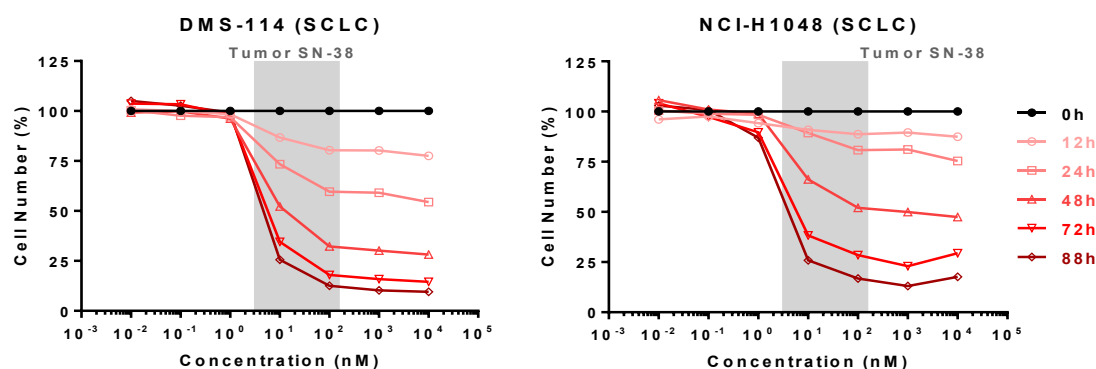 DMS-114 (SCLC)
Tumor SN-38
125
100
75
50
25
0
Cell Number (%)
10-3 10-2 10-1 100 101 102 103 104 105
Concentration (nM)
NCI-H1048 (SCLC)
Tumor SN-38
125
100
75
50
25
0
Cell Number (%)
10-3 10-2 10-1 100 101 102 103 104 105
Concentration (nM)
0h
12h
24h
48h
72h
88h